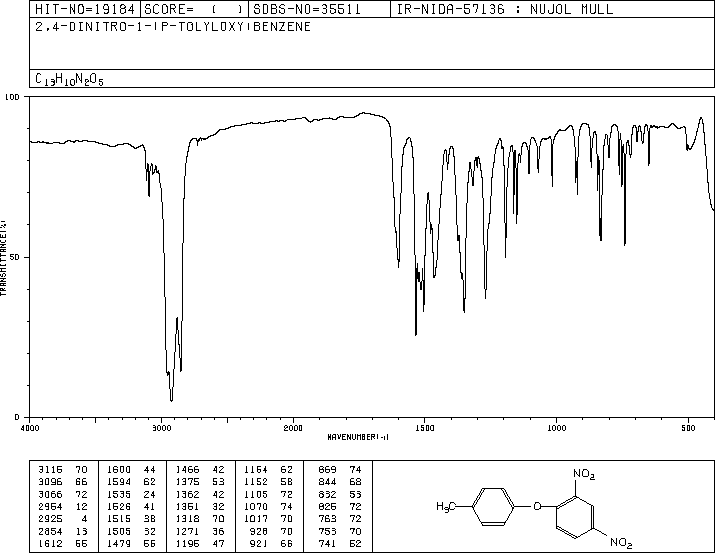 HIT-NO=19184 SCORE= ( ) SDBS-NO=35511 IR-NIDA-57136 : NUJOL MULL
2,4-DINITRO-1-(P-TOLYLOXY)BENZENE
C13H10N2O5
100
50
0
TRANSMITTANCE(%)
4000 3000 2000 1500 1000 500
WAVENUMBER(-1)
3115 70 1600 44 1466 42 1164 62 869 74
3096 66 1594 62 1375 53 1152 58 844 68
3066 72 1535 24 1362 42 1105 72 832 53
2954 12 1526 41 1351 32 1070 74 825 72
2925 4 1515 38 1318 70 1017 70 763 72
2854 13 1505 32 1271 36 928 70 753 70
1612 55 1479 55 1195 47 921 66 741 52
NO2
H3C O
NO2